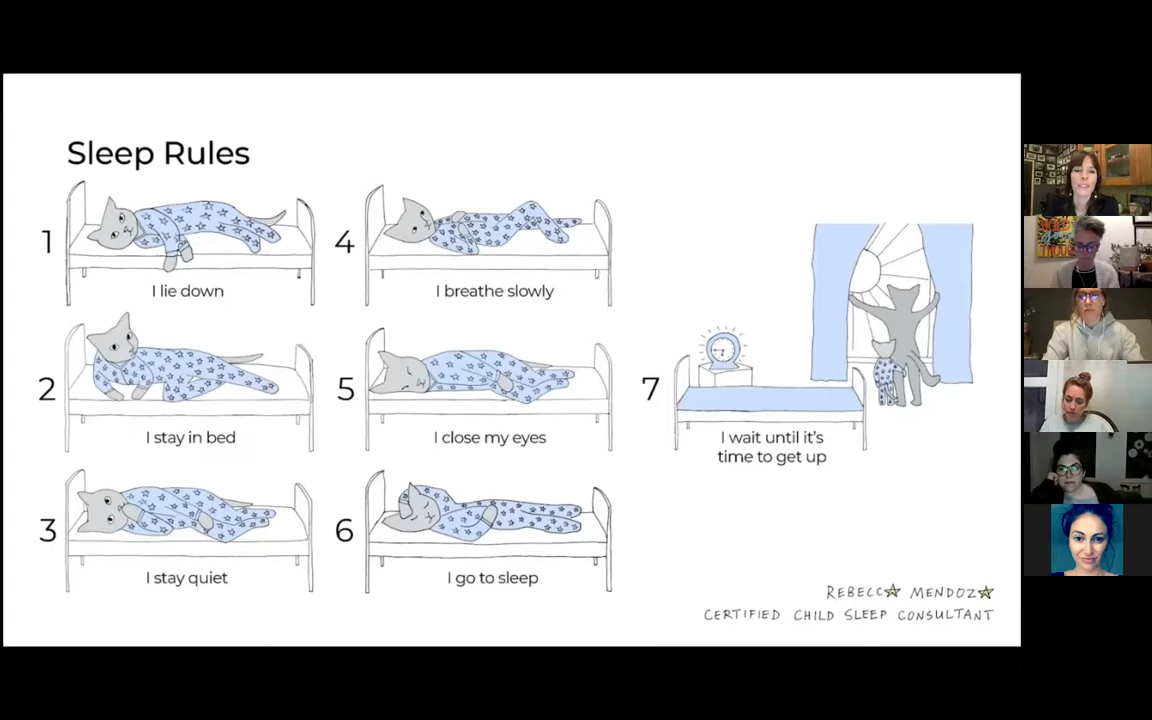 Sleep Rules
1
I lie down
2
I stay in bed
3
I stay quiet
4
I breathe slowly
5
I close my eyes
6
I go to sleep
7
I wait until it's
time to get up
REBECCA MENDOZA
CERTIFIED CHILD SLEEP CONSULTANT